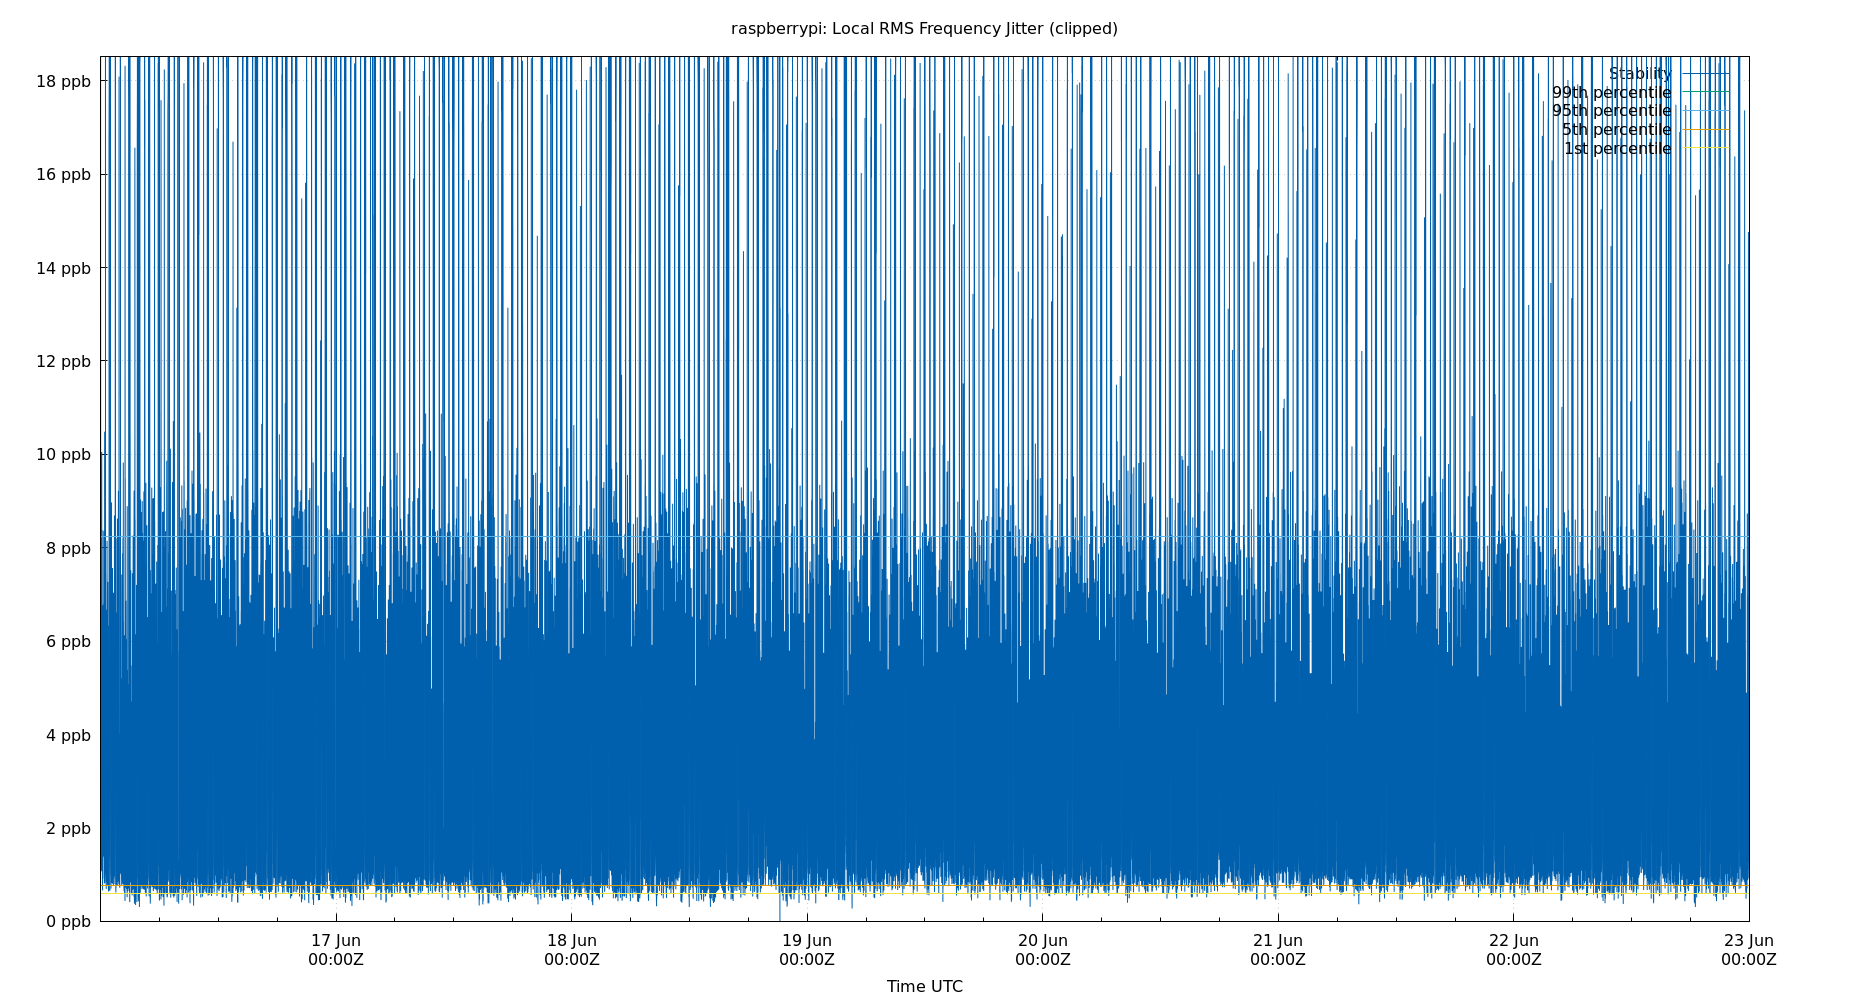 raspberrypi: Local RMS Frequency Jitter (clipped)
18 ppb
16 ppb
14 ppb
12 ppb
10 ppb
8 ppb
6 ppb
4 ppb
2 ppb
0 ppb
Stability
99th percentile
95th percentile
5th percentile
1st percentile
17 Jun
00:00Z
18 Jun
00:00Z
19 Jun
00:00Z
20 Jun
00:00Z
21 Jun
00:00Z
22 Jun
00:00Z
23 Jun
00:00Z
Time UTC